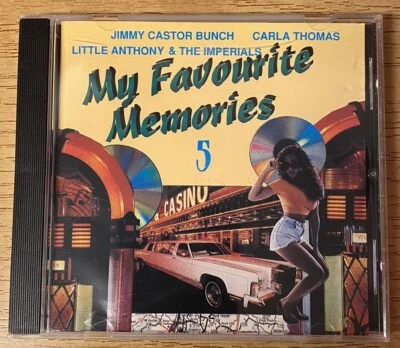 JIMMY CASTOR BUNCH CARLA THOMAS
LITTLE ANTHONY & THE IMPERIALS
My Favourite
Memories
5
CASINO